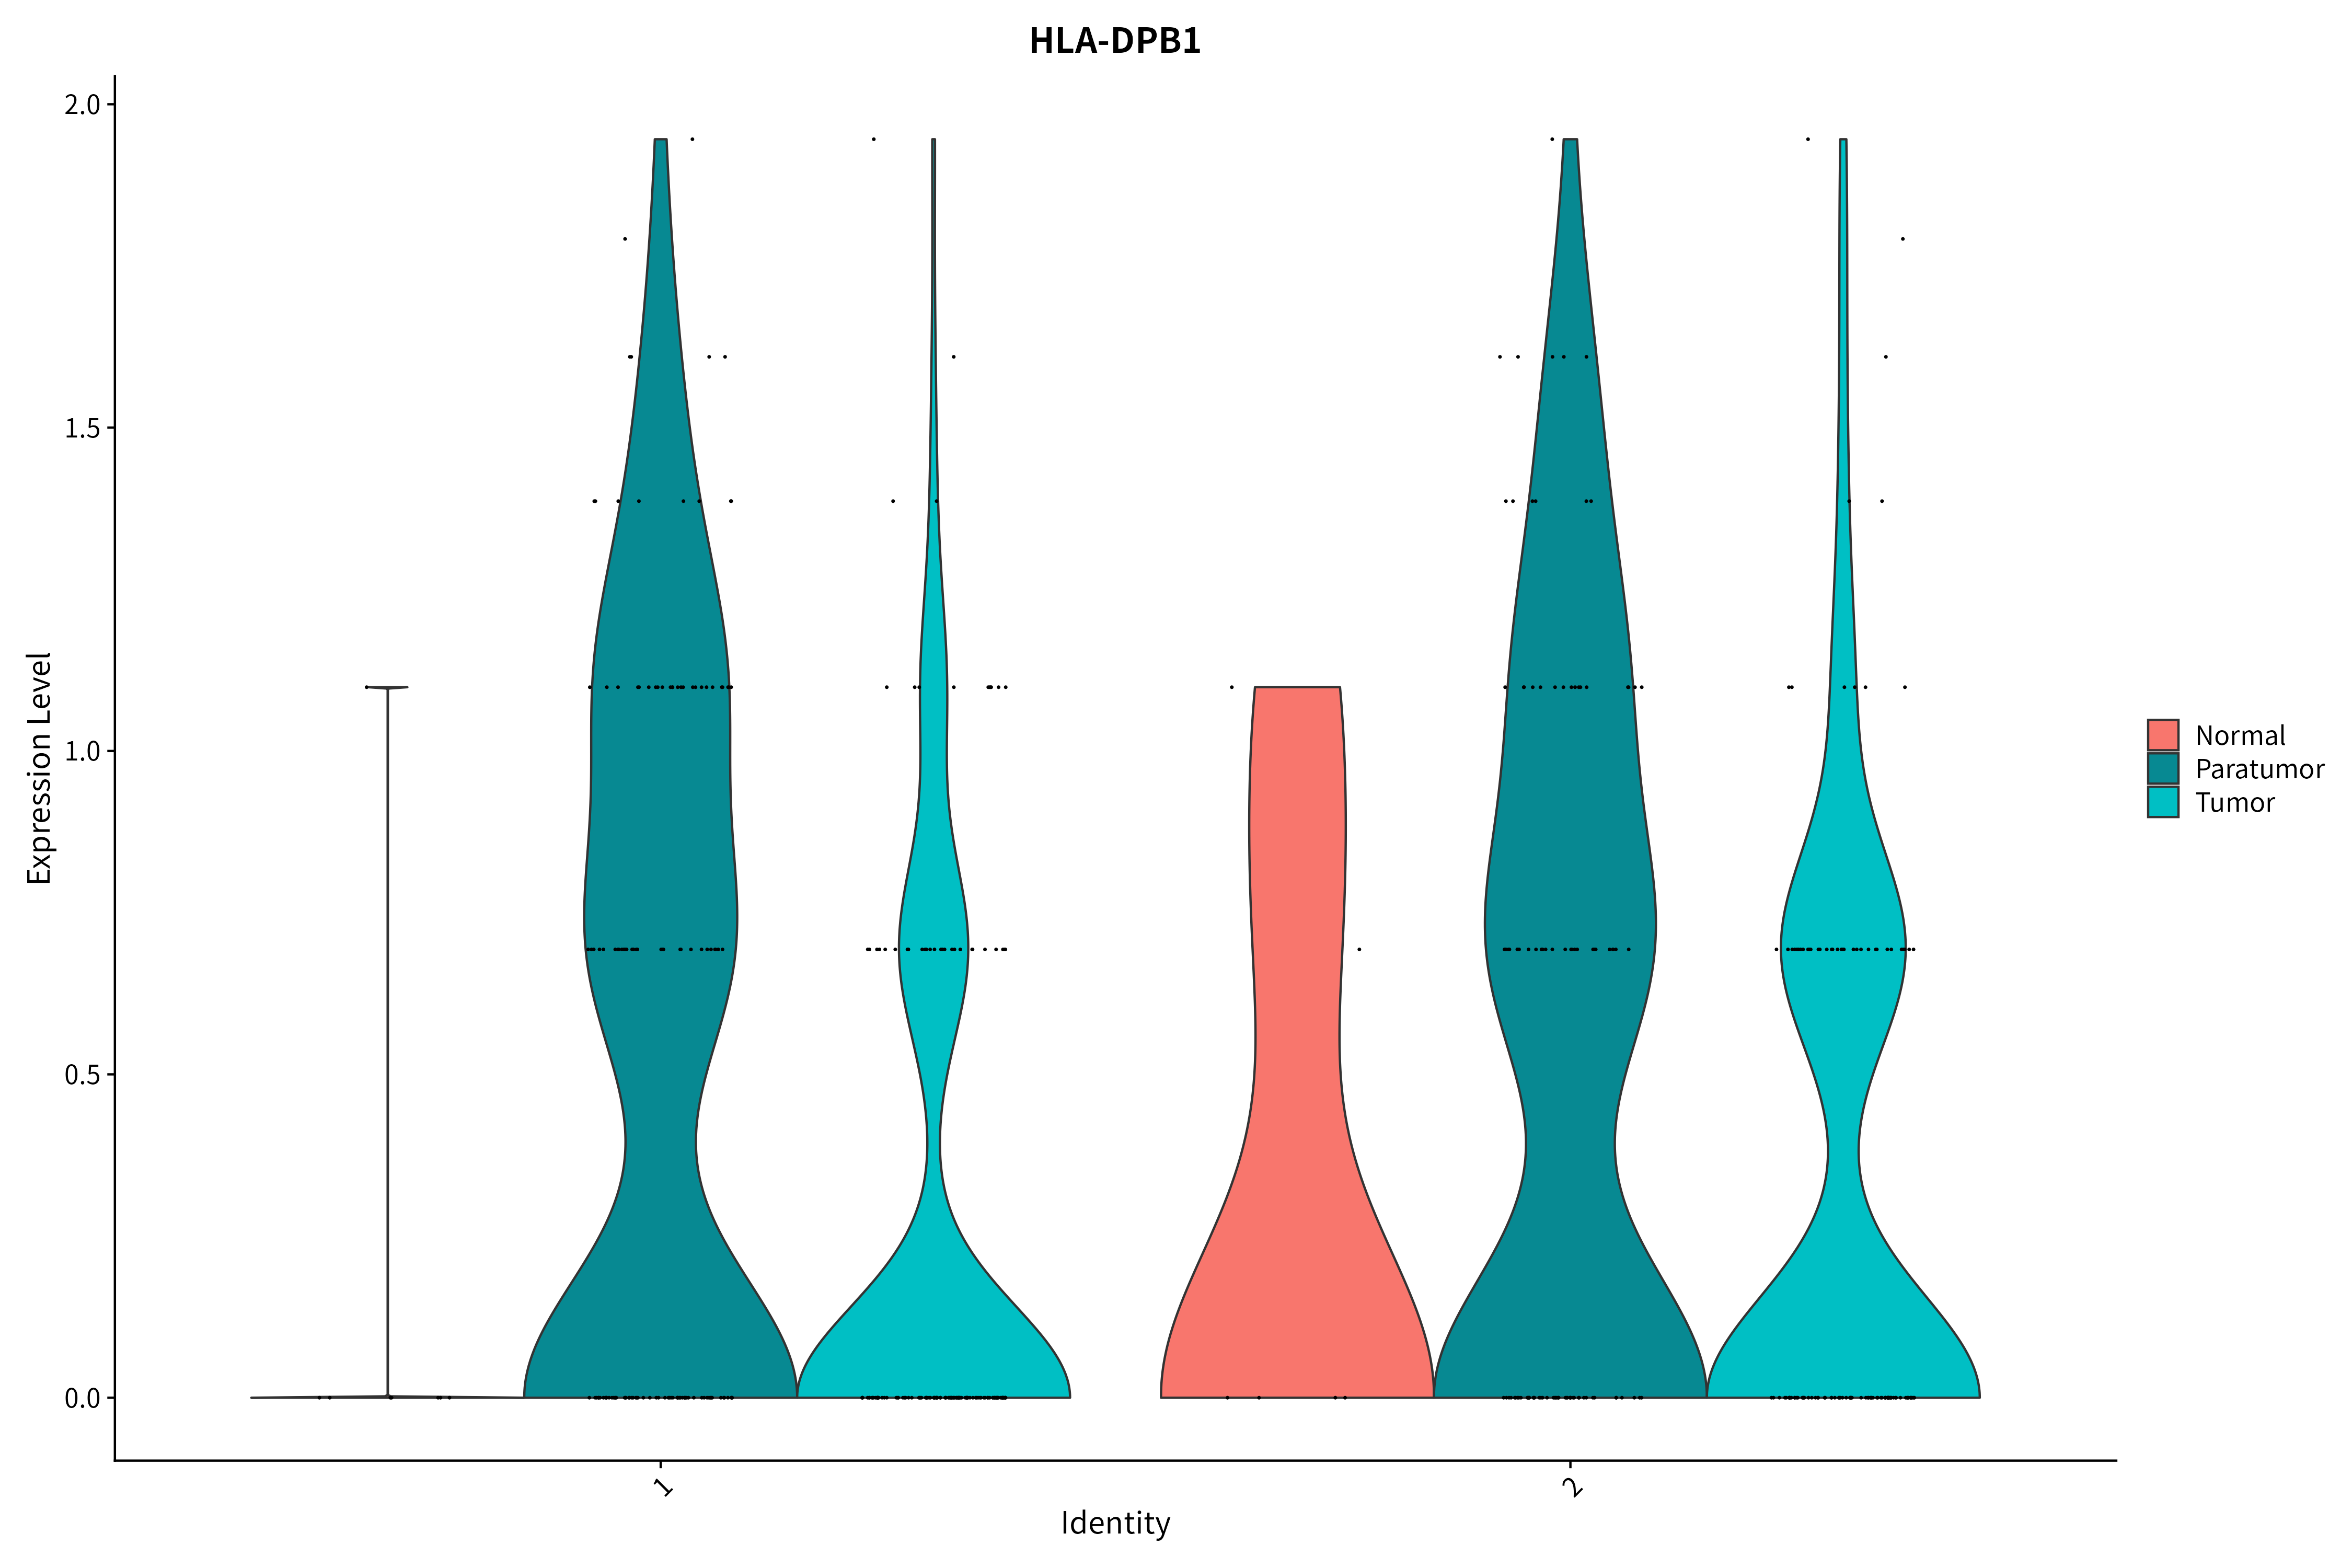 HLA-DPB1
2.0
1.5
1.0
0.5
0.0
Expression Level
1
2
Identity
Normal
Paratumor
Tumor